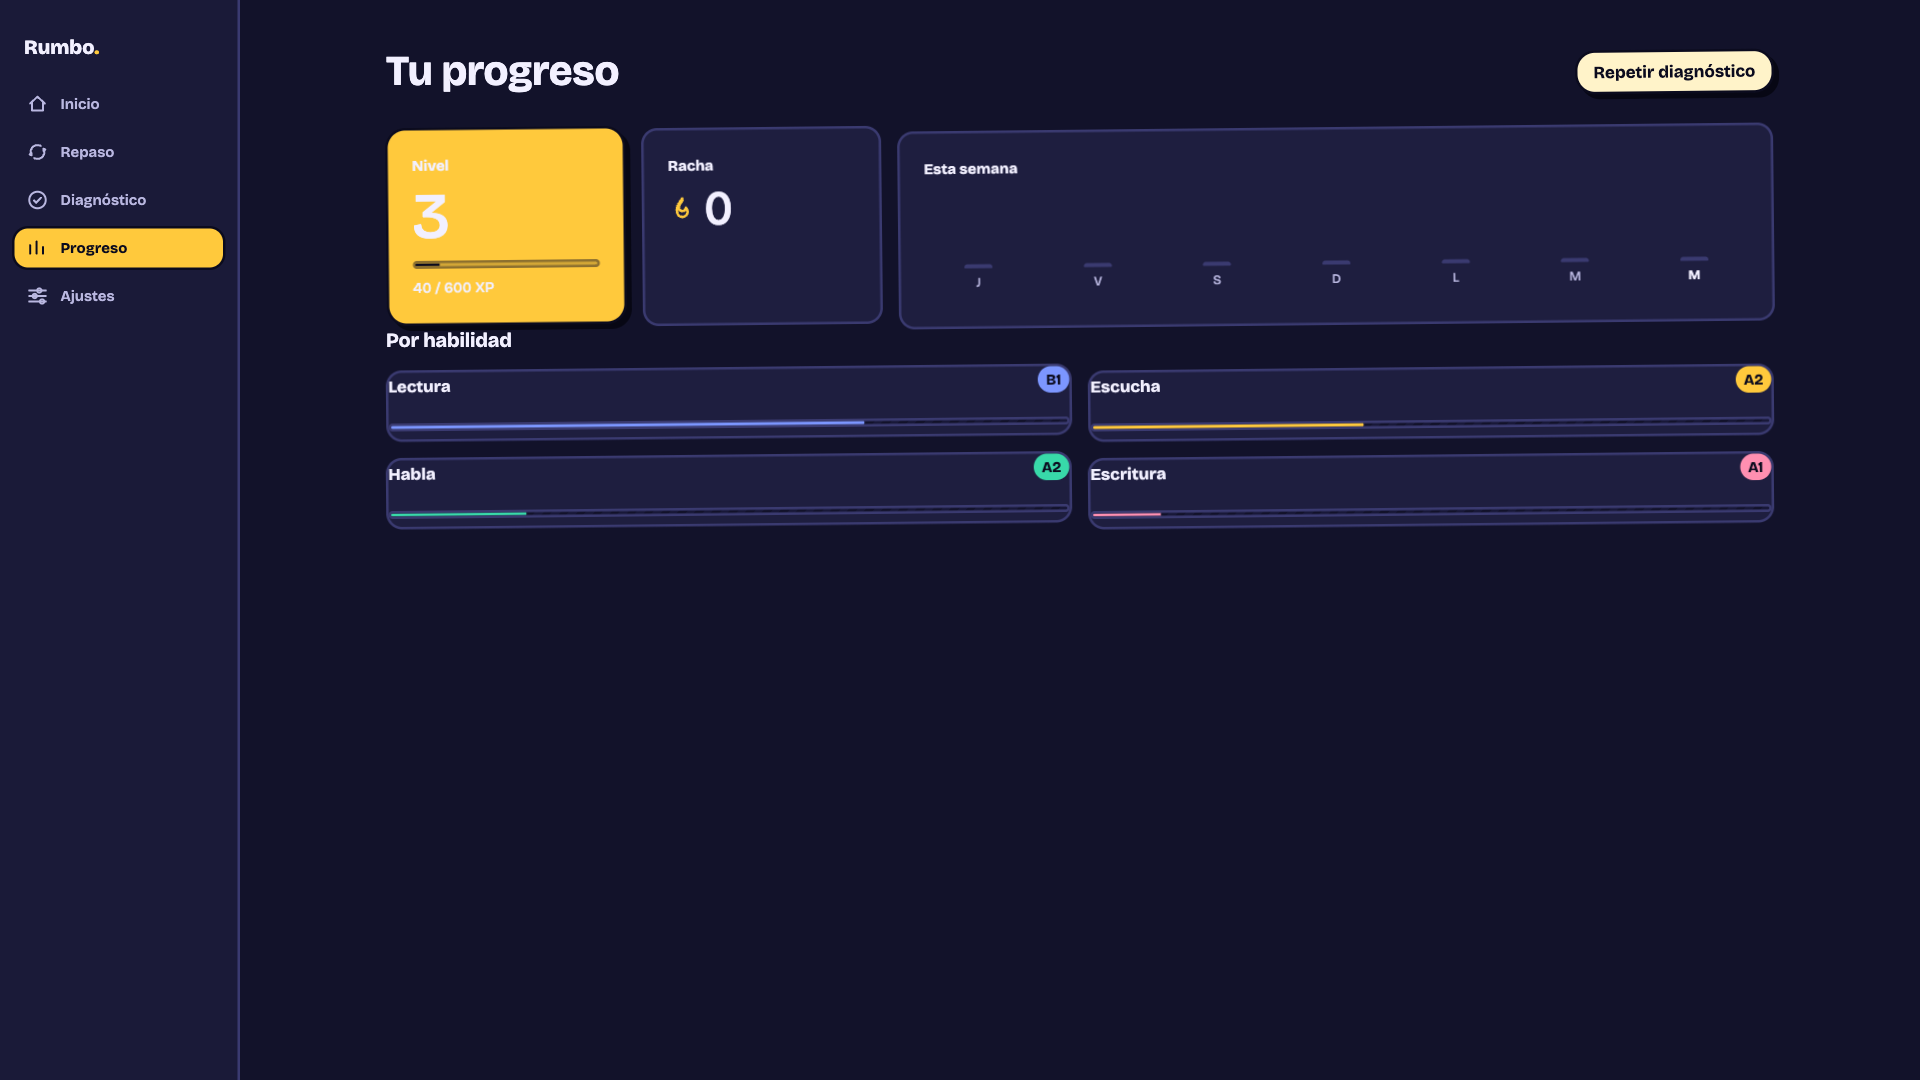 Rumbo.
Inicio
Repaso
Diagnóstico
Progreso
Ajustes
Tu progreso
Repetir diagnóstico
Nivel
3
40 / 600 XP
Racha
0
Esta semana
J V S D L M M
Por habilidad
Lectura B1
Escucha A2
Habla A2
Escritura A1